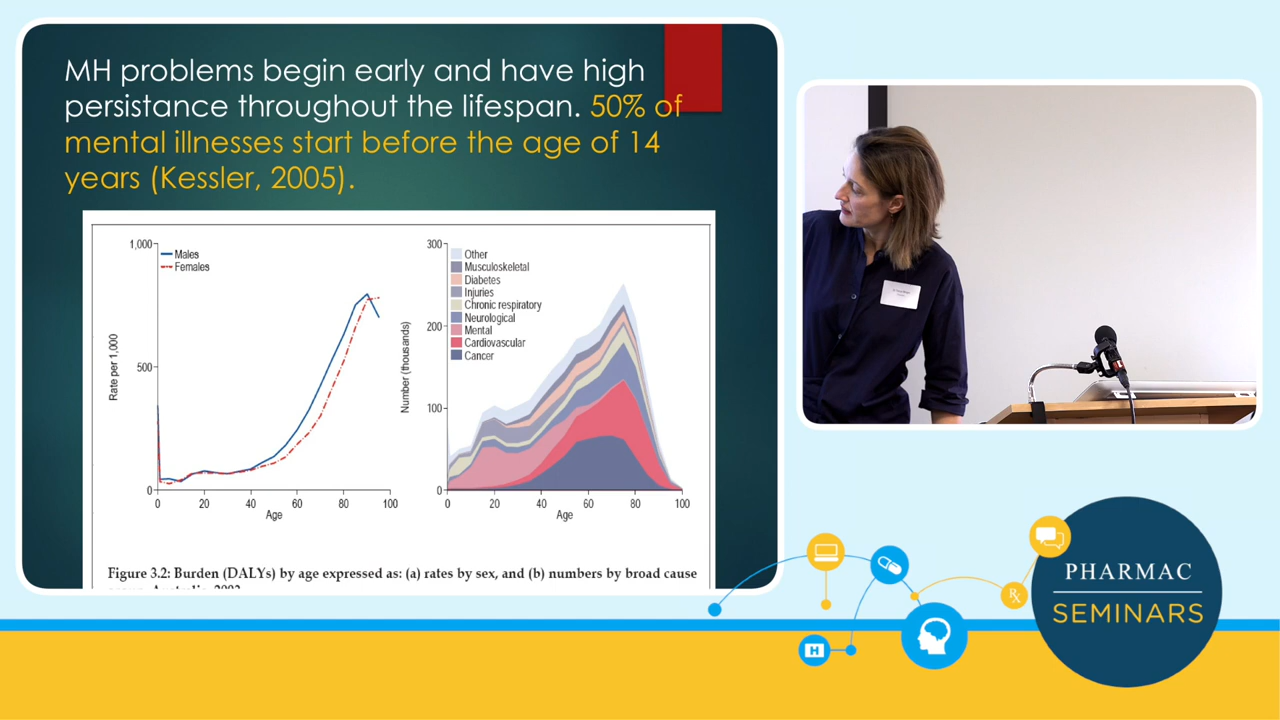 MH problems begin early and have high
persistance throughout the lifespan. 50% of
mental illnesses start before the age of 14
years (Kessler, 2005).
1,000
500
0
Rate per 1,000
Males
Females
0 20 40 60 80 100
Age
300
200
100
0
Number (thousands)
Other
Musculoskeletal
Diabetes
Injuries
Chronic respiratory
Neurological
Mental
Cardiovascular
Cancer
0 20 40 60 80 100
Age
Figure 3.2: Burden (DALYs) by age expressed as: (a) rates by sex, and (b) numbers by broad cause
H
Rx
PHARMAC
SEMINARS